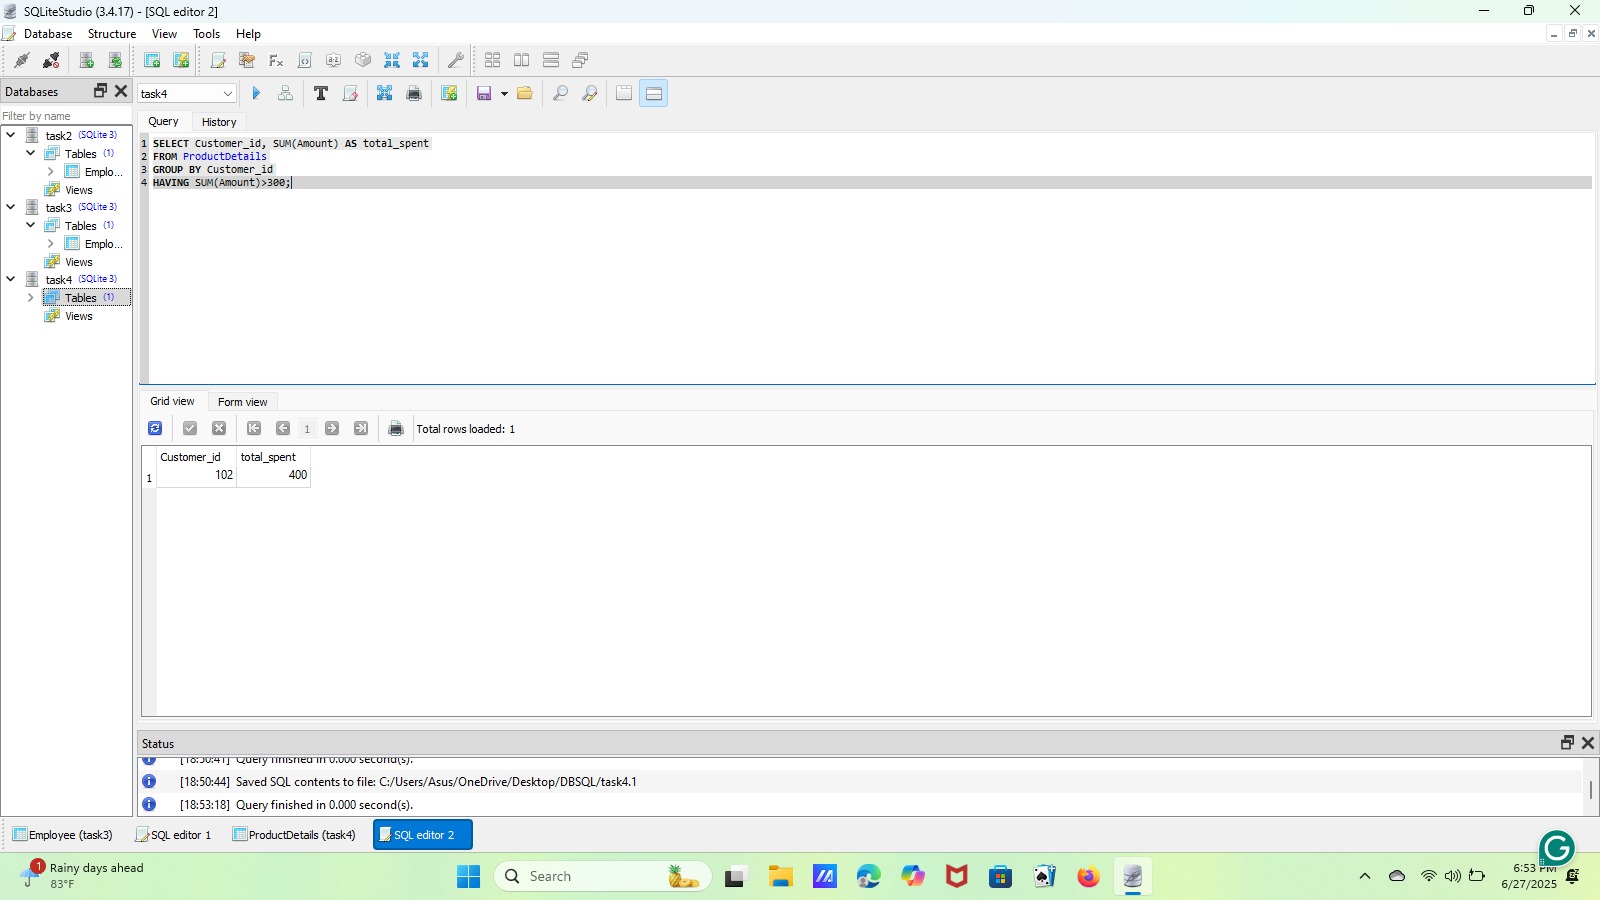 SQLiteStudio (3.4.17) - [SQL editor 2]
Database Structure View Tools Help
Databases
task4
Filter by name
Query History
task2 (SQLite 3)
Tables (1)
Emplo...
Views
task3 (SQLite 3)
Tables (1)
Emplo...
Views
task4 (SQLite 3)
Tables (1)
Views
1 SELECT Customer_id, SUM(Amount) AS total_spent
2 FROM ProductDetails
3 GROUP BY Customer_id
4 HAVING SUM(Amount)>300;
Grid view Form view
1 Total rows loaded: 1
Customer_id total_spent
1 102 400
Status
[18:50:41] Query finished in 0.000 second(s).
[18:50:44] Saved SQL contents to file: C:/Users/Asus/OneDrive/Desktop/DBSQL/task4.1
[18:53:18] Query finished in 0.000 second(s).
Employee (task3) SQL editor 1 ProductDetails (task4) SQL editor 2
1 Rainy days ahead
83°F
Search
6:53 PM
6/27/2025